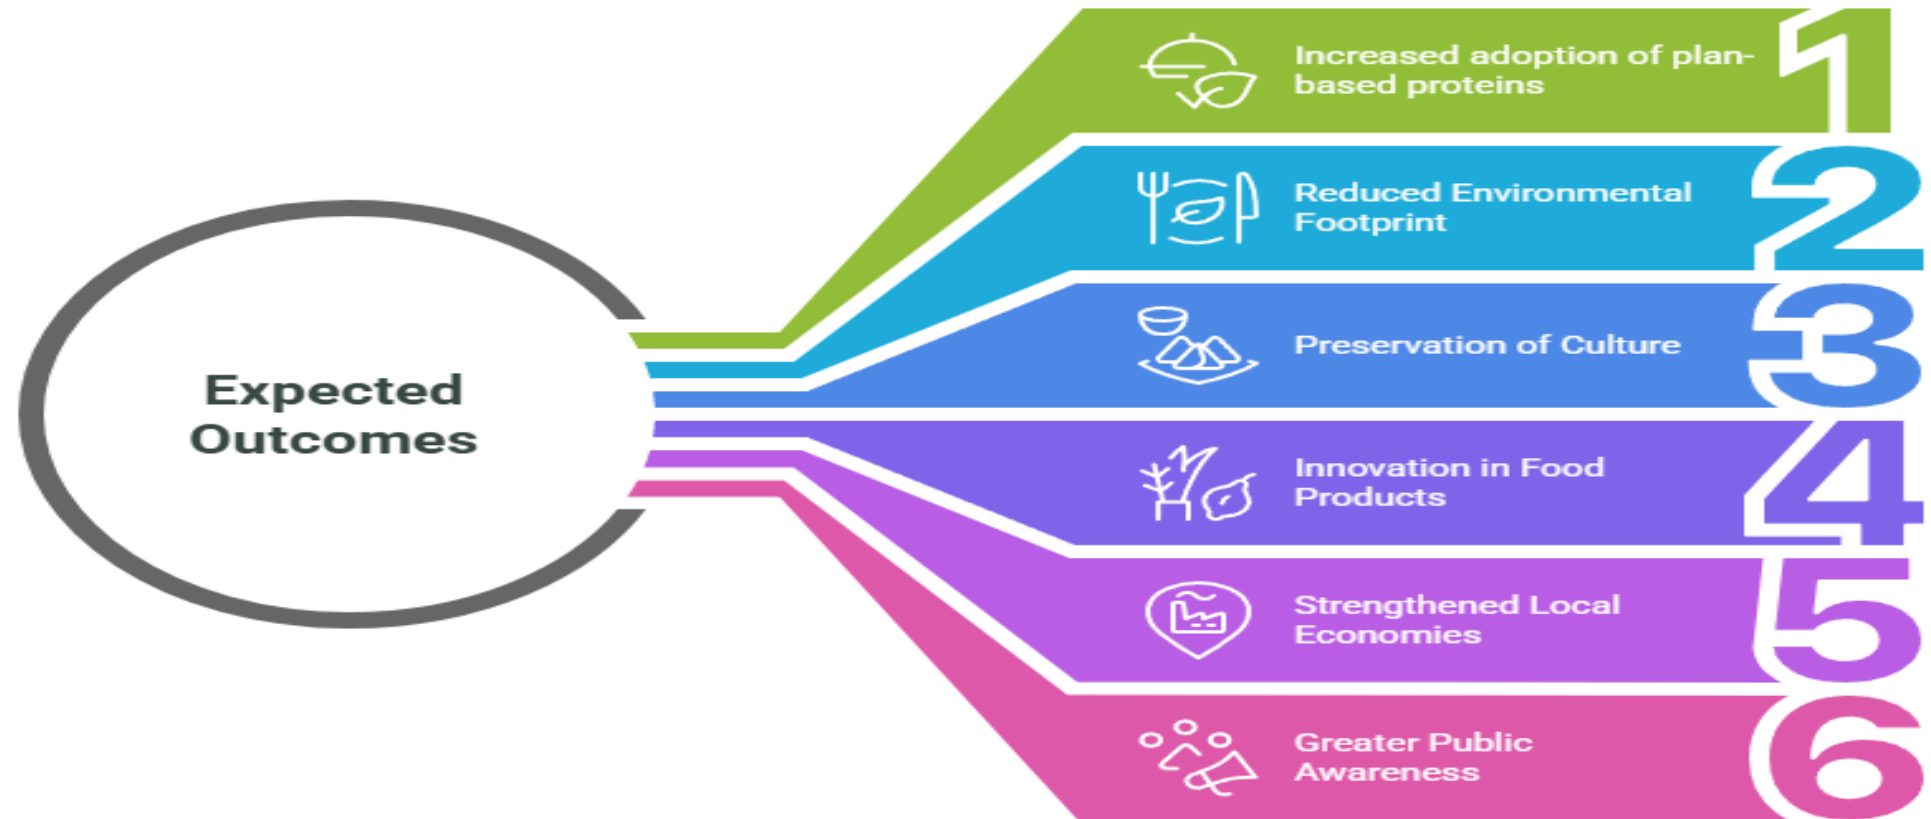 Expected
Outcomes
Increased adoption of plan-
based proteins
1
Reduced Environmental
Footprint
2
Preservation of Culture
3
Innovation in Food
Products
4
Strengthened Local
Economies
5
Greater Public
Awareness
6